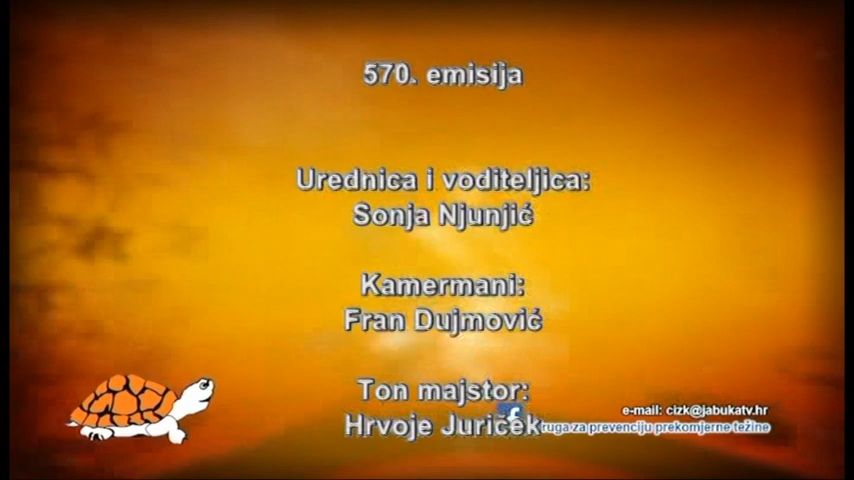 570. emisija
Urednica i voditeljica:
Sonja Njunjić
Kamermani:
Fran Dujmović
Ton majstor:
Hrvoje Juriček
e-mail: cizk@jabukatv.hr
za prevenciju prekomjerne težine